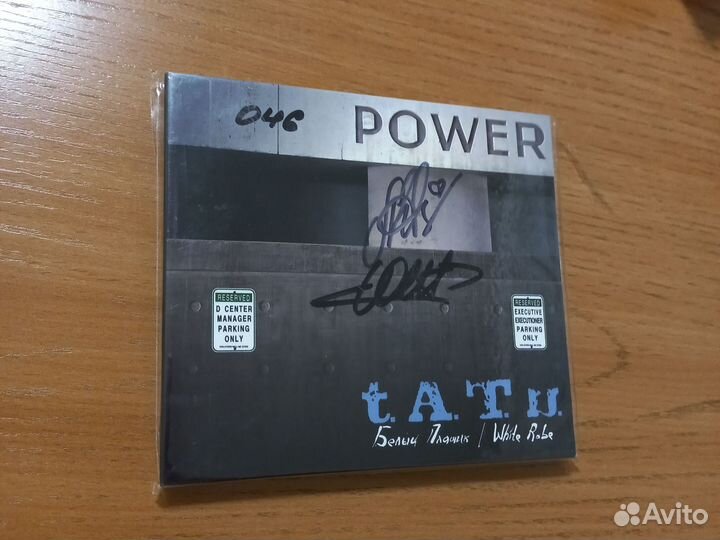 046
POWER
RESERVED
D CENTER
MANAGER
PARKING
ONLY
RESERVED
EXECUTIVE
EXECUTIONER
PARKING
ONLY
t.A.T.u.
Белый Плащик / White Robe
Avito